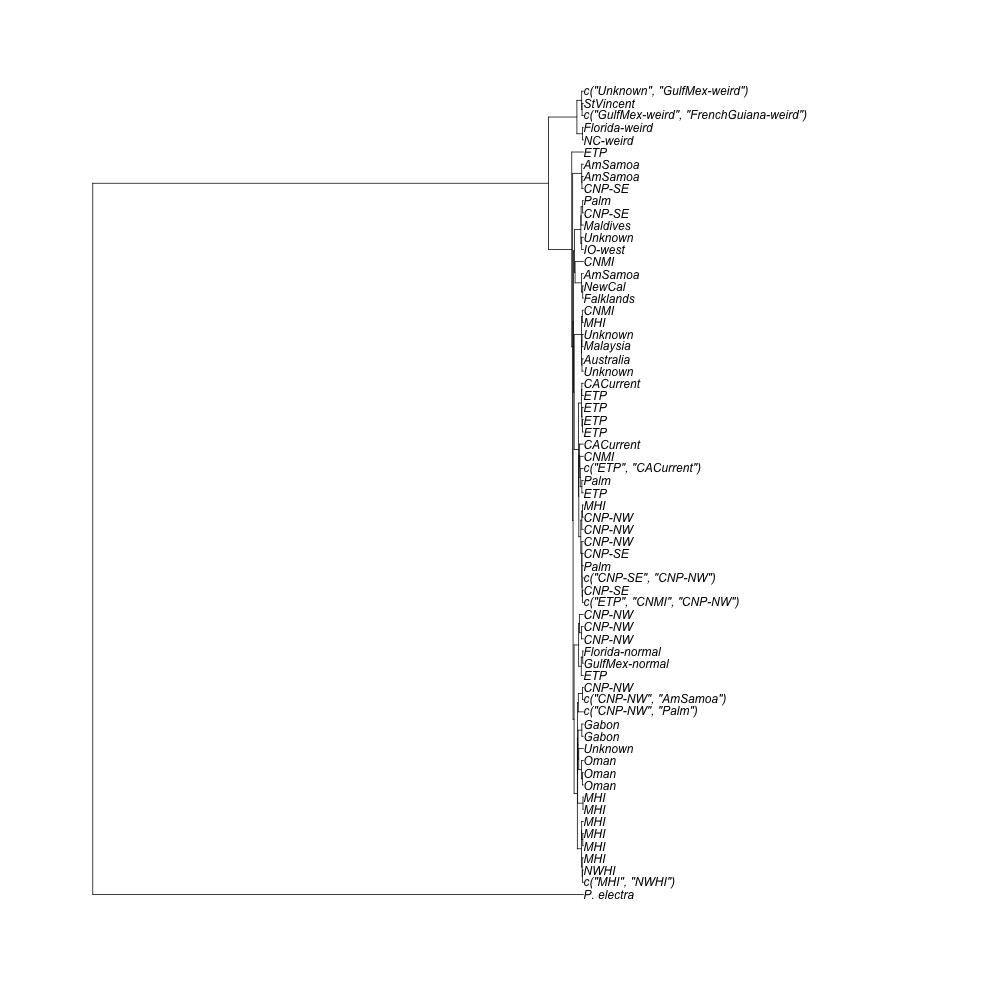 c("Unknown", "GulfMex-weird")
StVincent
c("GulfMex-weird", "FrenchGuiana-weird")
Florida-weird
NC-weird
ETP
AmSamoa
AmSamoa
CNP-SE
Palm
CNP-SE
Maldives
Unknown
IO-west
CNMI
AmSamoa
NewCal
Falklands
CNMI
MHI
Unknown
Malaysia
Australia
Unknown
CACurrent
ETP
ETP
ETP
ETP
CACurrent
CNMI
c("ETP", "CACurrent")
Palm
ETP
MHI
CNP-NW
CNP-NW
CNP-NW
CNP-SE
Palm
c("CNP-SE", "CNP-NW")
CNP-SE
c("ETP", "CNMI", "CNP-NW")
CNP-NW
CNP-NW
CNP-NW
Florida-normal
GulfMex-normal
ETP
CNP-NW
c("CNP-NW", "AmSamoa")
c("CNP-NW", "Palm")
Gabon
Gabon
Unknown
Oman
Oman
Oman
MHI
MHI
MHI
MHI
MHI
MHI
NWHI
c("MHI", "NWHI")
P. electra